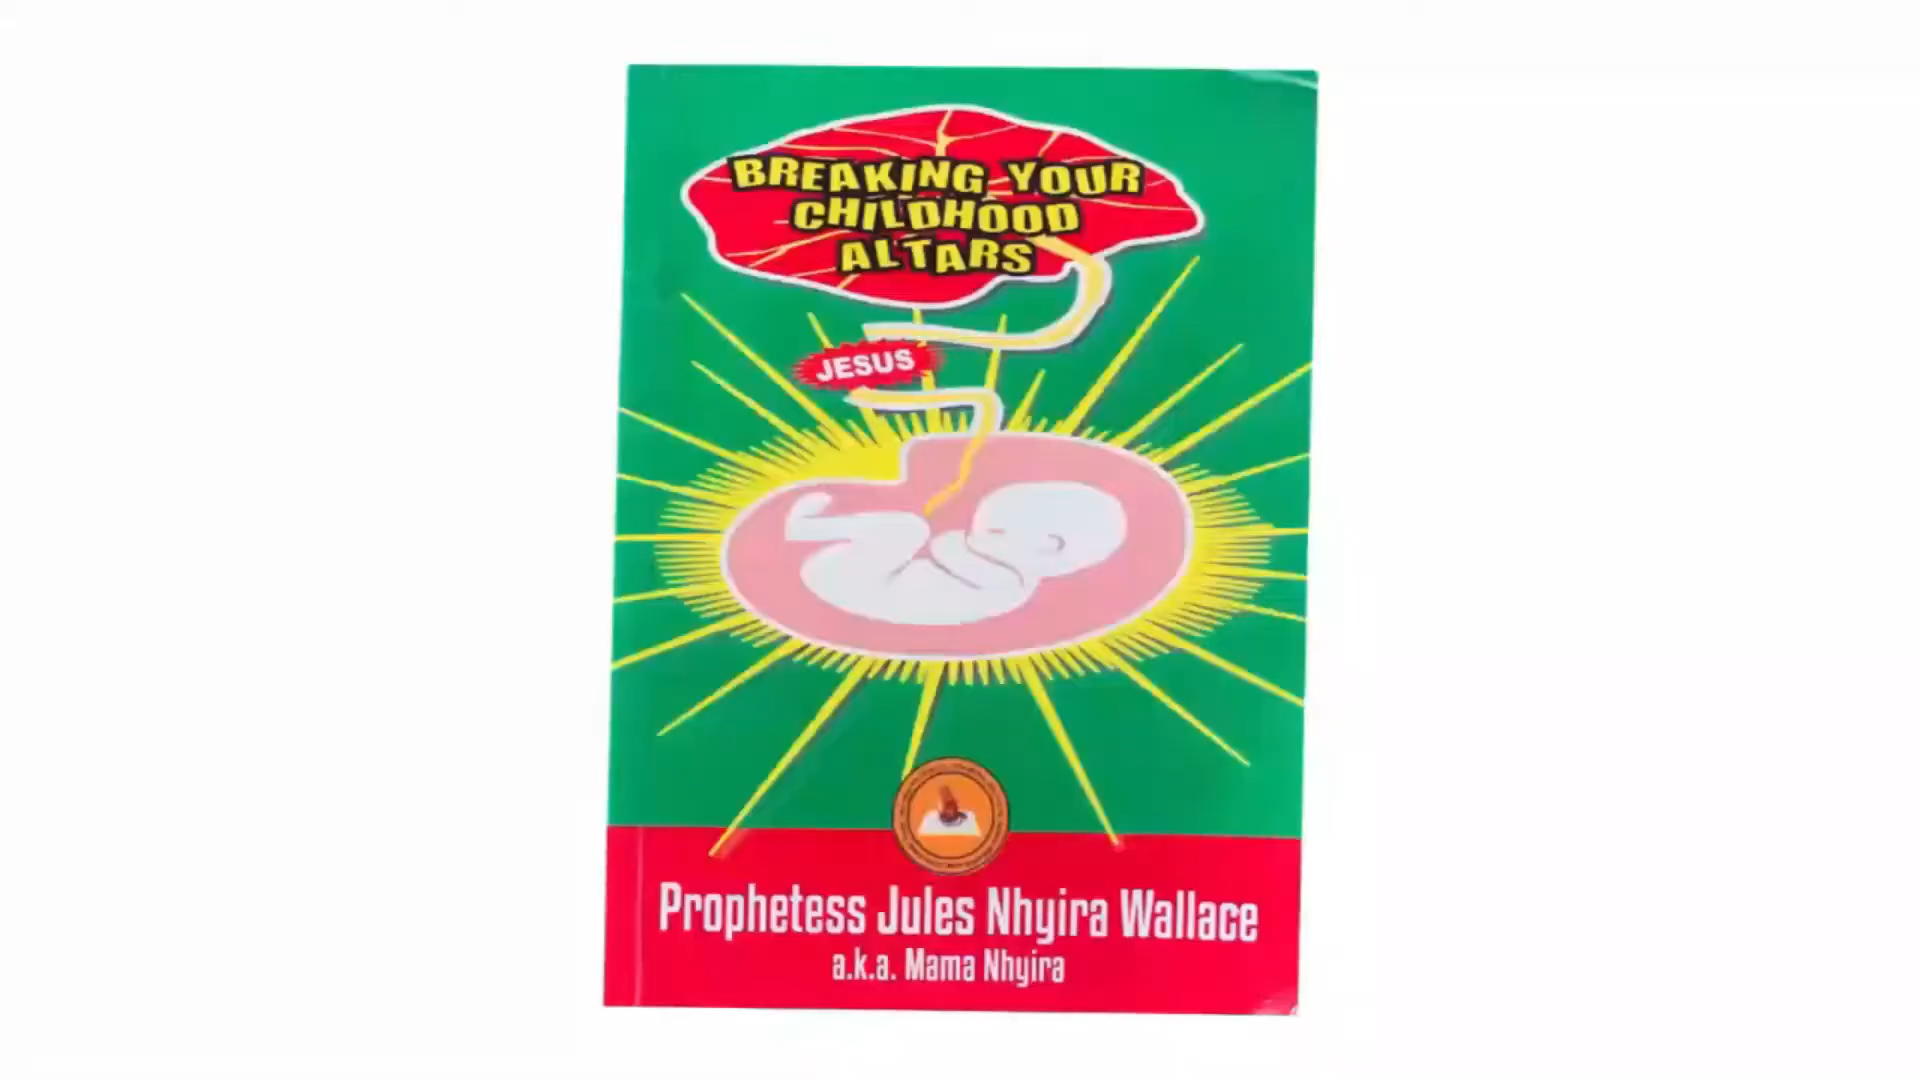 BREAKING YOUR
CHILDHOOD
ALTARS
JESUS
Prophetess Jules Nhyira Wallace
a.k.a. Mama Nhyira